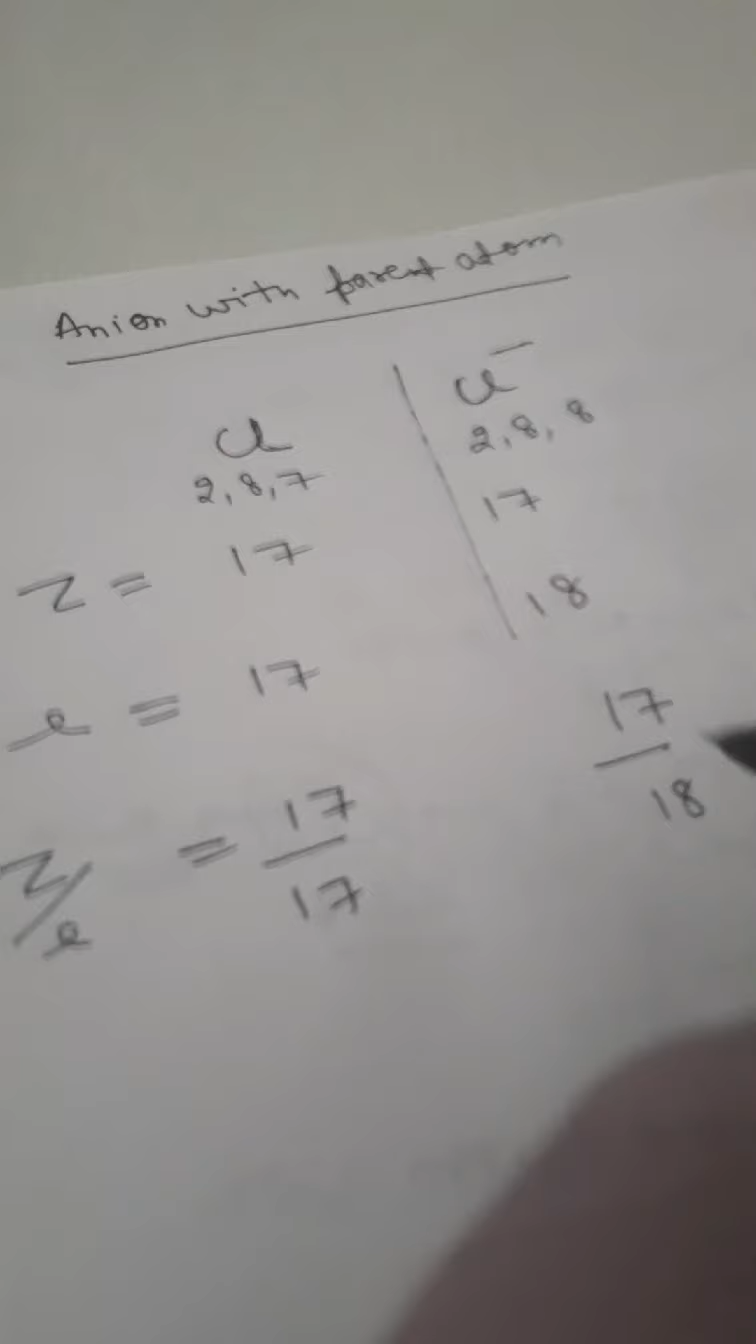 Anion with parent atom
Cl Cl⁻
2,8,7 2,8,8
Z = 17 17
e = 17 18
Z/e = 17/17 17/18